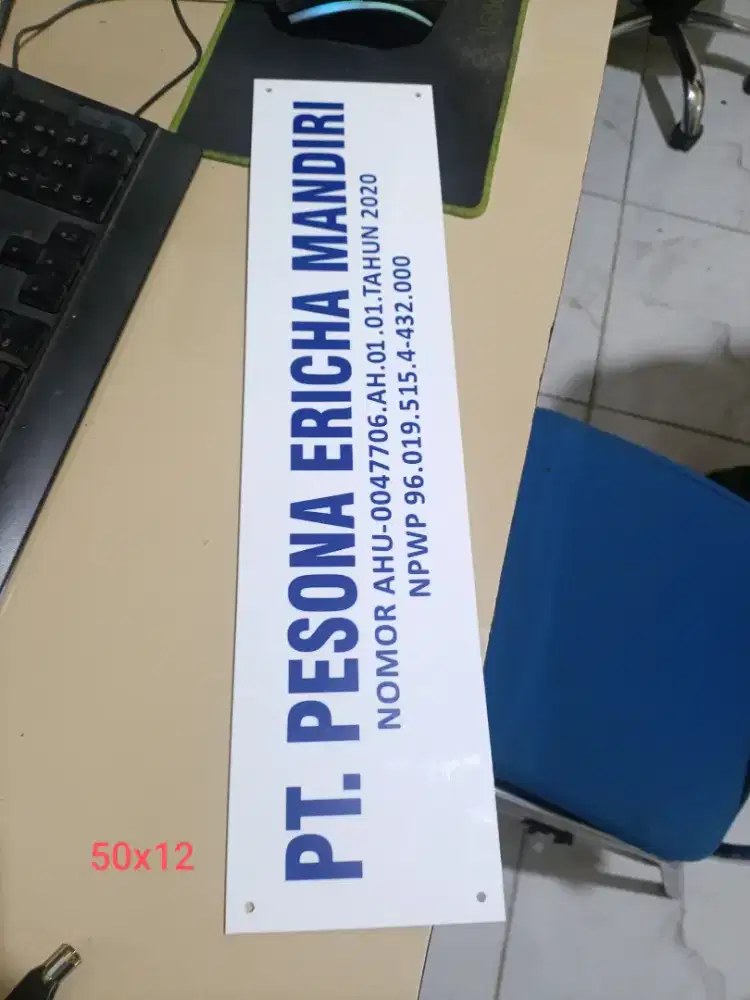 PT. PESONA ERICHA MANDIRI
NOMOR AHU-0047706.AH.01.01.TAHUN 2020
NPWP 96.019.515.4-432.000
50x12